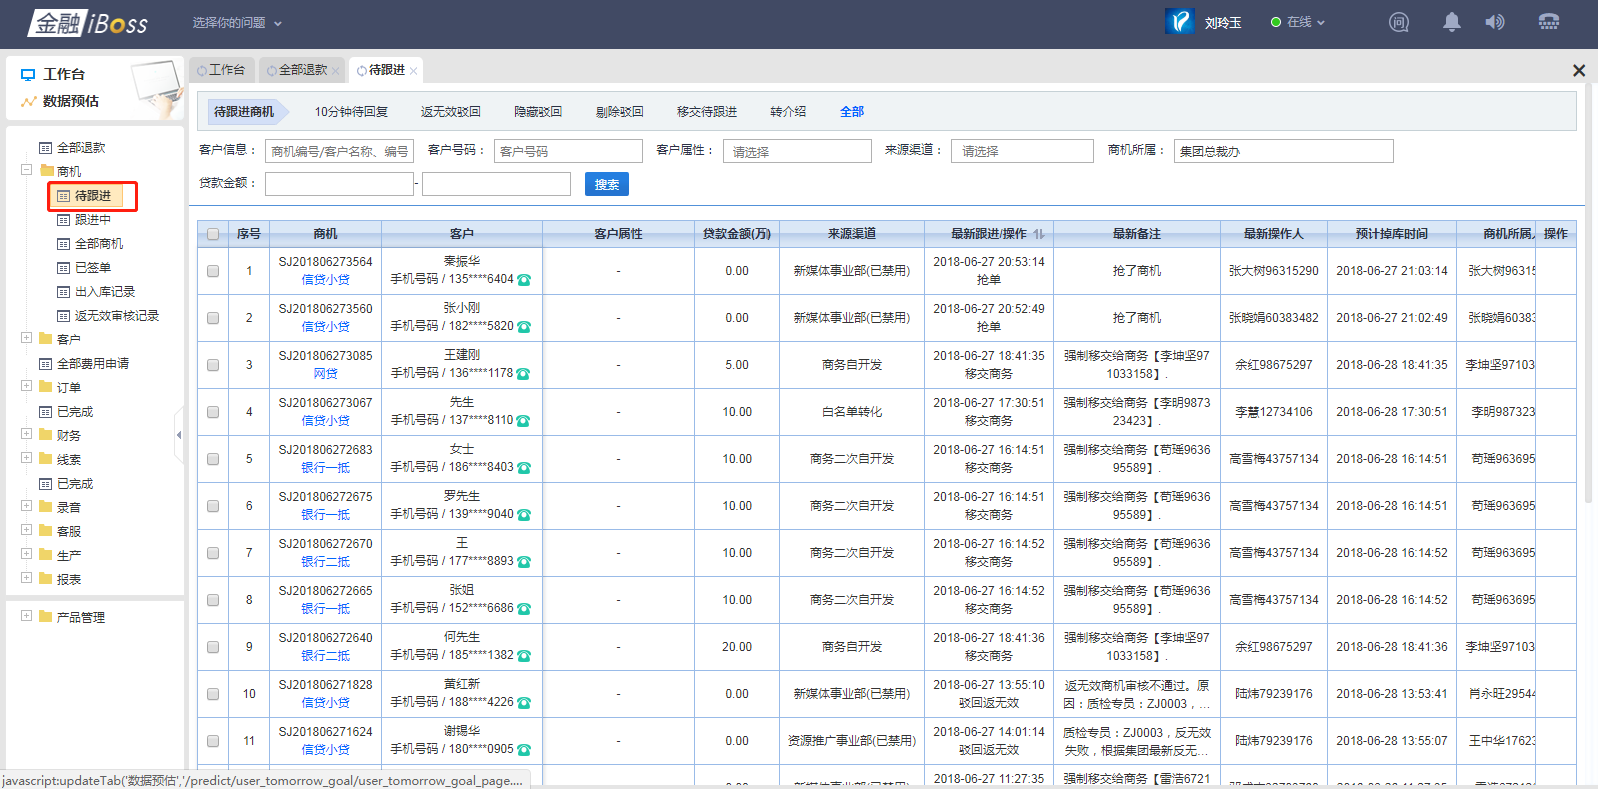 金融iBoss
选择你的问题
刘玲玉
在线
问
工作台
数据预估
工作台
全部退款
待跟进
全部退款
商机
待跟进
跟进中
全部商机
已签单
出入库记录
返无效审核记录
客户
全部费用申请
订单
已完成
财务
线索
已完成
录音
客服
生产
报表
产品管理
待跟进商机
10分钟待回复
返无效驳回
隐藏驳回
剔除驳回
移交待跟进
转介绍
全部
客户信息： 商机编号/客户名称、编号
客户号码： 客户号码
客户属性： 请选择
来源渠道： 请选择
商机所属： 集团总裁办
贷款金额： -
搜索
序号 商机 客户 客户属性 贷款金额(万) 来源渠道 最新跟进/操作 最新备注 最新操作人 预计掉库时间 商机所属人 操作
1 SJ201806273564 秦振华 - 0.00 新媒体事业部(已禁用) 2018-06-27 20:53:14 抢了商机 张大树96315290 2018-06-27 21:03:14 张大树96315
信贷小贷 手机号码 / 135****6404 抢单
2 SJ201806273560 张小刚 - 0.00 新媒体事业部(已禁用) 2018-06-27 20:52:49 抢了商机 张晓娟60383482 2018-06-27 21:02:49 张晓娟60383
信贷小贷 手机号码 / 182****5820 抢单
3 SJ201806273085 王建刚 - 5.00 商务自开发 2018-06-27 18:41:35 强制移交给商务【李坤坚97 余红98675297 2018-06-28 18:41:35 李坤坚97103
网贷 手机号码 / 136****1178 移交商务 1033158】.
4 SJ201806273067 先生 - 10.00 白名单转化 2018-06-27 17:30:51 强制移交给商务【李明9873 李慧12734106 2018-06-28 17:30:51 李明987323
信贷小贷 手机号码 / 137****8110 移交商务 23423】.
5 SJ201806272683 女士 - 10.00 商务二次自开发 2018-06-27 16:14:51 强制移交给商务【苟瑶9636 高雪梅43757134 2018-06-28 16:14:51 苟瑶963695
银行一抵 手机号码 / 186****8403 移交商务 95589】.
6 SJ201806272675 罗先生 - 10.00 商务二次自开发 2018-06-27 16:14:51 强制移交给商务【苟瑶9636 高雪梅43757134 2018-06-28 16:14:51 苟瑶963695
银行一抵 手机号码 / 139****9040 移交商务 95589】.
7 SJ201806272670 王 - 10.00 商务二次自开发 2018-06-27 16:14:52 强制移交给商务【苟瑶9636 高雪梅43757134 2018-06-28 16:14:52 苟瑶963695
银行二抵 手机号码 / 177****8893 移交商务 95589】.
8 SJ201806272665 张姐 - 10.00 商务二次自开发 2018-06-27 16:14:52 强制移交给商务【苟瑶9636 高雪梅43757134 2018-06-28 16:14:52 苟瑶963695
银行一抵 手机号码 / 152****6686 移交商务 95589】.
9 SJ201806272640 何先生 - 20.00 商务自开发 2018-06-27 18:41:36 强制移交给商务【李坤坚97 余红98675297 2018-06-28 18:41:36 李坤坚97103
银行二抵 手机号码 / 185****1382 移交商务 1033158】.
10 SJ201806271828 黄红新 - 0.00 新媒体事业部(已禁用) 2018-06-27 13:55:10 返无效商机审核不通过。原 陆炜79239176 2018-06-28 13:53:41 肖永旺29544
信贷小贷 手机号码 / 188****4226 驳回返无效 因：质检专员：ZJ0003，...
11 SJ201806271624 谢锡华 - 0.00 资源推广事业部(已禁用) 2018-06-27 14:01:14 质检专员：ZJ0003，反无效 陆炜79239176 2018-06-28 13:55:07 王中华17623
信贷小贷 手机号码 / 180****0905 驳回返无效 失败，根据集团最新反无...
2018-06-27 11:27:35 强制移交给商务【雷浩6721
javascript:updateTab('数据预估','/predict/user_tomorrow_goal/user_tomorrow_goal_page....